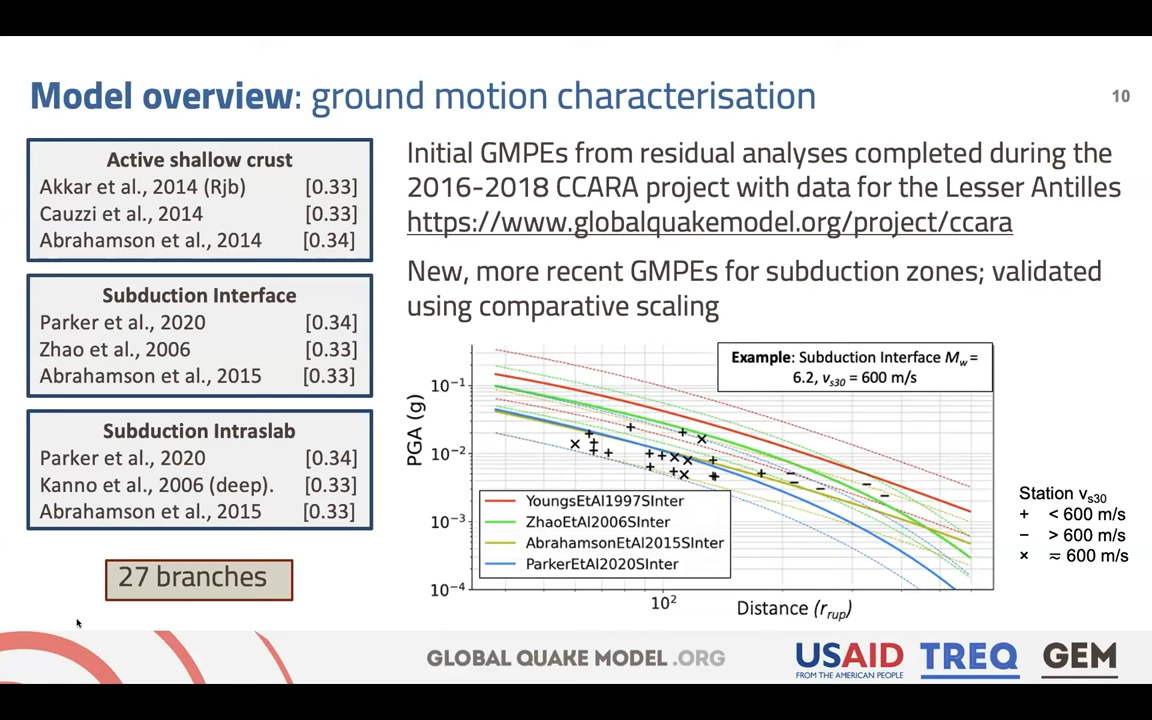 Model overview: ground motion characterisation
10
Active shallow crust
Akkar et al., 2014 (Rjb) [0.33]
Cauzzi et al., 2014 [0.33]
Abrahamson et al., 2014 [0.34]
Subduction Interface
Parker et al., 2020 [0.34]
Zhao et al., 2006 [0.33]
Abrahamson et al., 2015 [0.33]
Subduction Intraslab
Parker et al., 2020 [0.34]
Kanno et al., 2006 (deep). [0.33]
Abrahamson et al., 2015 [0.33]
27 branches
Initial GMPEs from residual analyses completed during the
2016-2018 CCARA project with data for the Lesser Antilles
https://www.globalquakemodel.org/project/ccara
New, more recent GMPEs for subduction zones; validated
using comparative scaling
Example: Subduction Interface Mw =
6.2, vs30 = 600 m/s
PGA (g)
10⁻¹
10⁻²
10⁻³
10⁻⁴
YoungsEtAl1997SInter
ZhaoEtAl2006SInter
AbrahamsonEtAl2015SInter
ParkerEtAl2020SInter
10²
Distance (rrup)
Station vs30
+ < 600 m/s
− > 600 m/s
× ≂ 600 m/s
GLOBAL QUAKE MODEL .ORG
USAID
FROM THE AMERICAN PEOPLE
TREQ
GEM